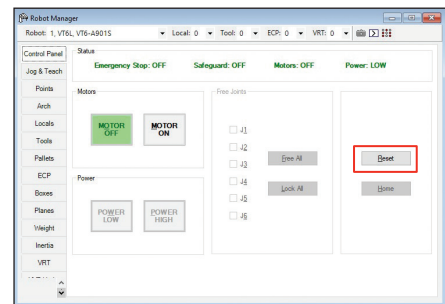 Robot Manager
Robot: 1, VT6L, VT6-A901S Local: 0 Tool: 0 ECP: 0 VRT: 0
Control Panel
Jog & Teach
Points
Arch
Locals
Tools
Pallets
ECP
Boxes
Planes
Weight
Inertia
VRT
Status
Emergency Stop: OFF Safeguard: OFF Motors: OFF Power: LOW
Motors
MOTOR OFF
MOTOR ON
Power
POWER LOW
POWER HIGH
Free Joints
J1
J2
J3
J4
J5
J6
Free All
Lock All
Reset
Home